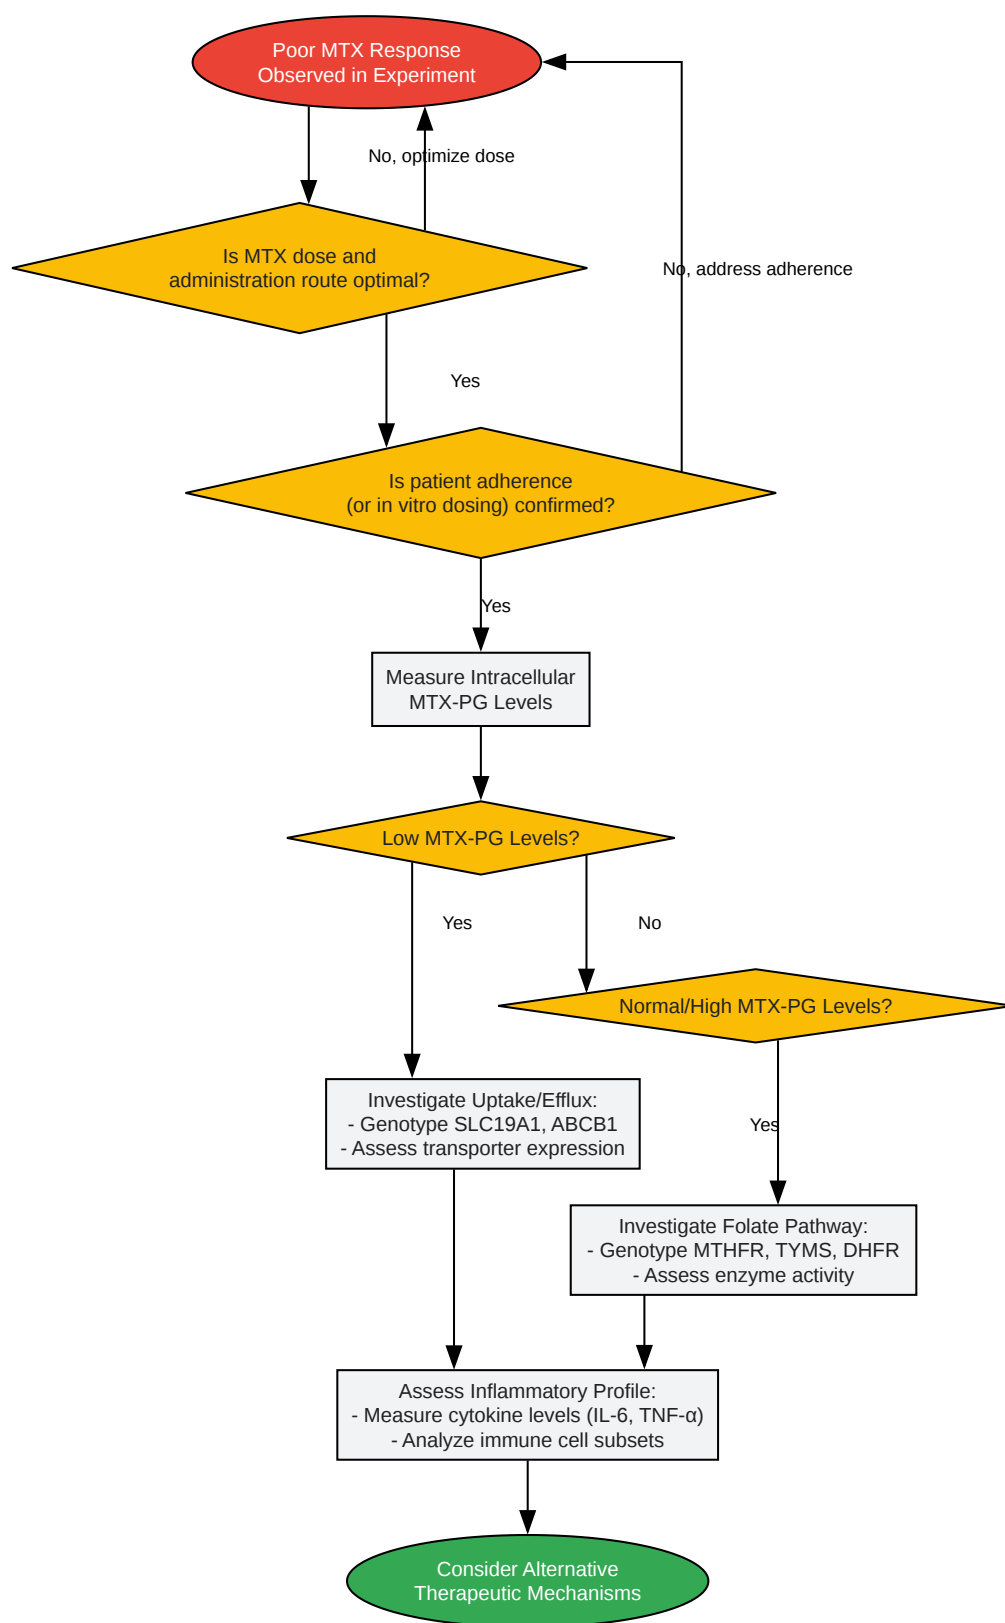 Poor MTX Response
Observed in Experiment
No, optimize dose
Is MTX dose and
administration route optimal?
No, address adherence
Yes
Is patient adherence
(or in vitro dosing) confirmed?
Yes
Measure Intracellular
MTX-PG Levels
Low MTX-PG Levels?
Yes
No
Normal/High MTX-PG Levels?
Investigate Uptake/Efflux:
- Genotype SLC19A1, ABCB1
- Assess transporter expression
Yes
Investigate Folate Pathway:
- Genotype MTHFR, TYMS, DHFR
- Assess enzyme activity
Assess Inflammatory Profile:
- Measure cytokine levels (IL-6, TNF-α)
- Analyze immune cell subsets
Consider Alternative
Therapeutic Mechanisms